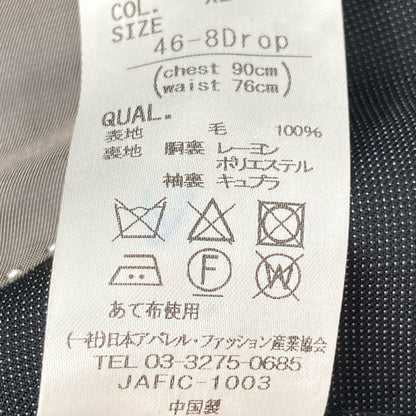 COL.
SIZE
46-8Drop
(chest 90cm
waist 76cm)
QUAL.
表地 毛 100%
裏地 胴裏 レーヨン
ポリエステル
袖裏 キュプラ
F
W
あて布使用
(一社)日本アパレル・ファッション産業協会
TEL 03-3275-0685
JAFIC-1003
中国製